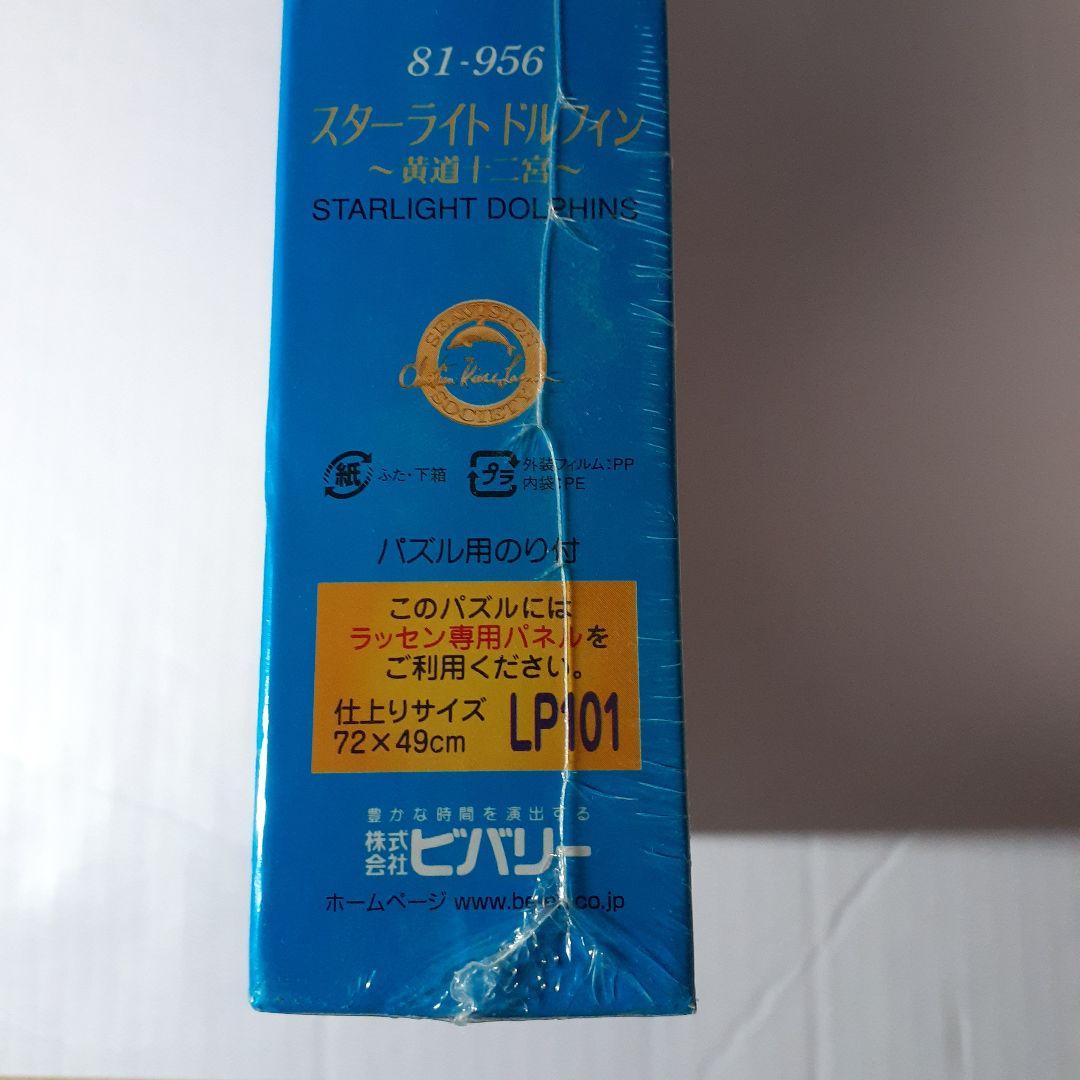 81-956
スターライト ドルフィン
～黄道十二宮～
STARLIGHT DOLPHINS
SEAVISION
SOCIETY
紙 ふた・下箱
プラ 外装フィルム：PP
内袋：PE
パズル用のり付
このパズルには
ラッセン専用パネルを
ご利用ください。
仕上りサイズ
72×49cm LP101
豊かな時間を演出する
株式会社 ビバリー
ホームページ